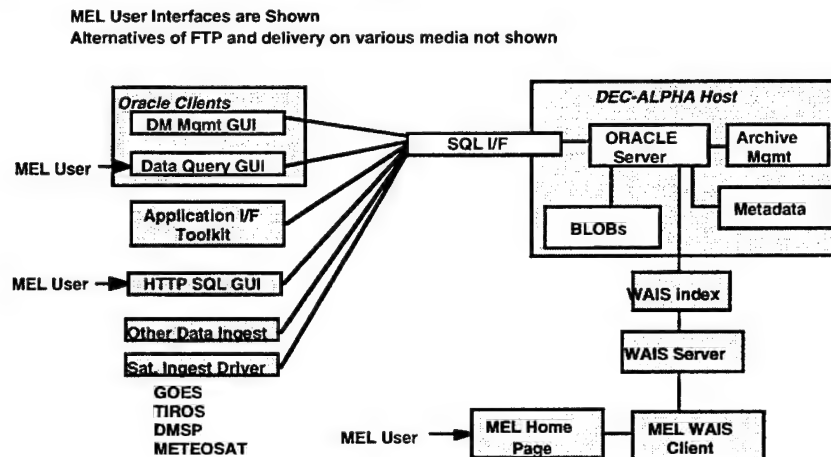 MEL User Interfaces are Shown
Alternatives of FTP and delivery on various media not shown
Oracle Clients
DM Mgmt GUI
MEL User
Data Query GUI
Application I/F
Toolkit
MEL User
HTTP SQL GUI
Other Data Ingest
Sat. Ingest Driver
GOES
TIROS
DMSP
METEOSAT
SQL I/F
DEC-ALPHA Host
ORACLE
Server
Archive
Mgmt
BLOBs
Metadata
WAIS index
WAIS Server
MEL User
MEL Home
Page
MEL WAIS
Client